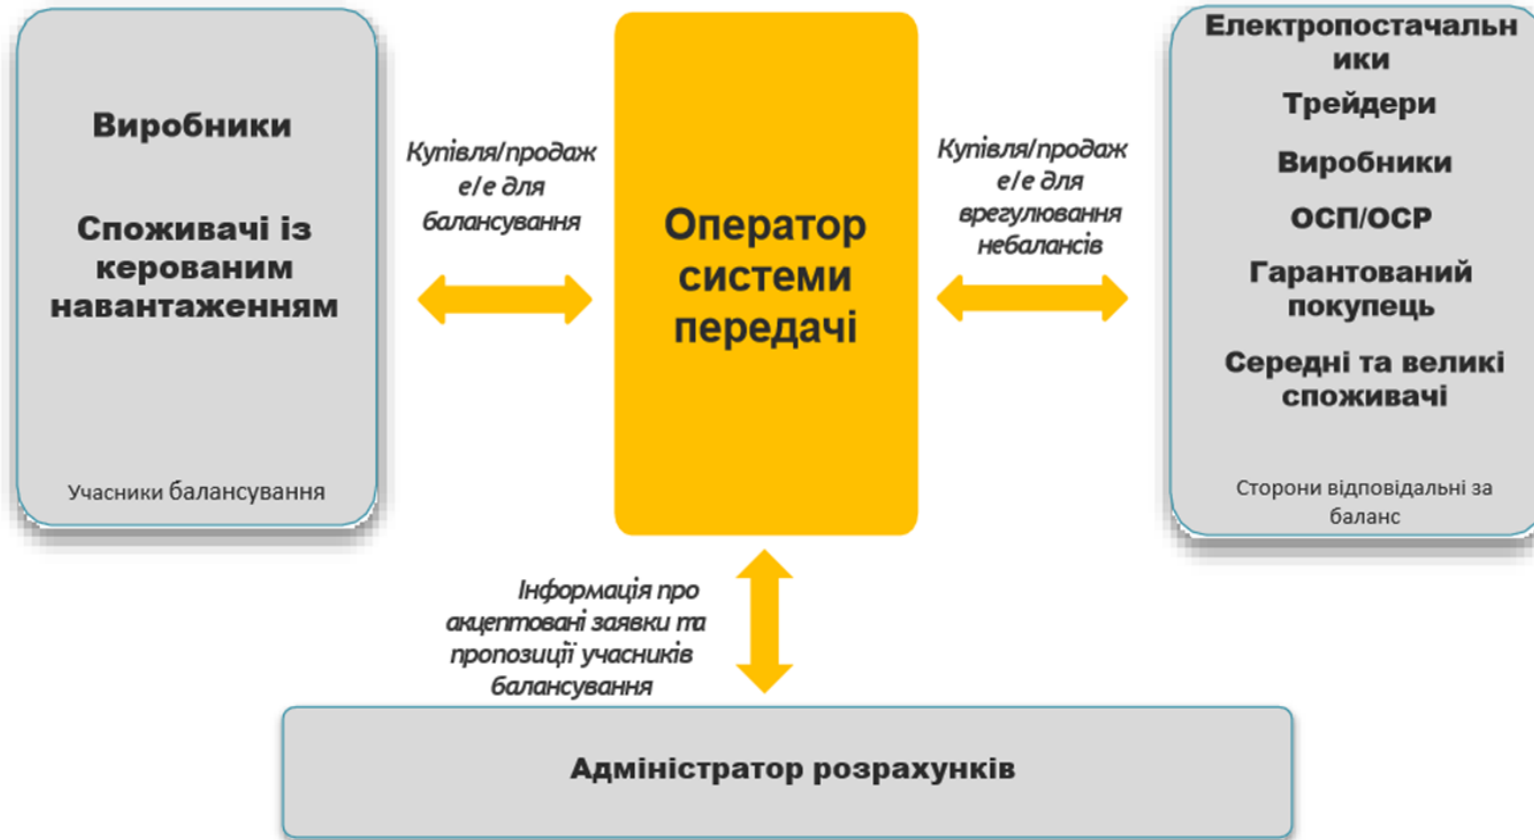 Виробники
Споживачі із
керованим
навантаженням
Учасники балансування
Купівля/продаж
е/е для
балансування
Оператор
системи
передачі
Купівля/продаж
е/е для
врегулювання
небалансів
Електропостачальн
ики
Трейдери
Виробники
ОСП/ОСР
Гарантований
покупець
Середні та великі
споживачі
Сторони відповідальні за
баланс
Інформація про
акцептовані заявки та
пропозиції учасників
балансування
Адміністратор розрахунків